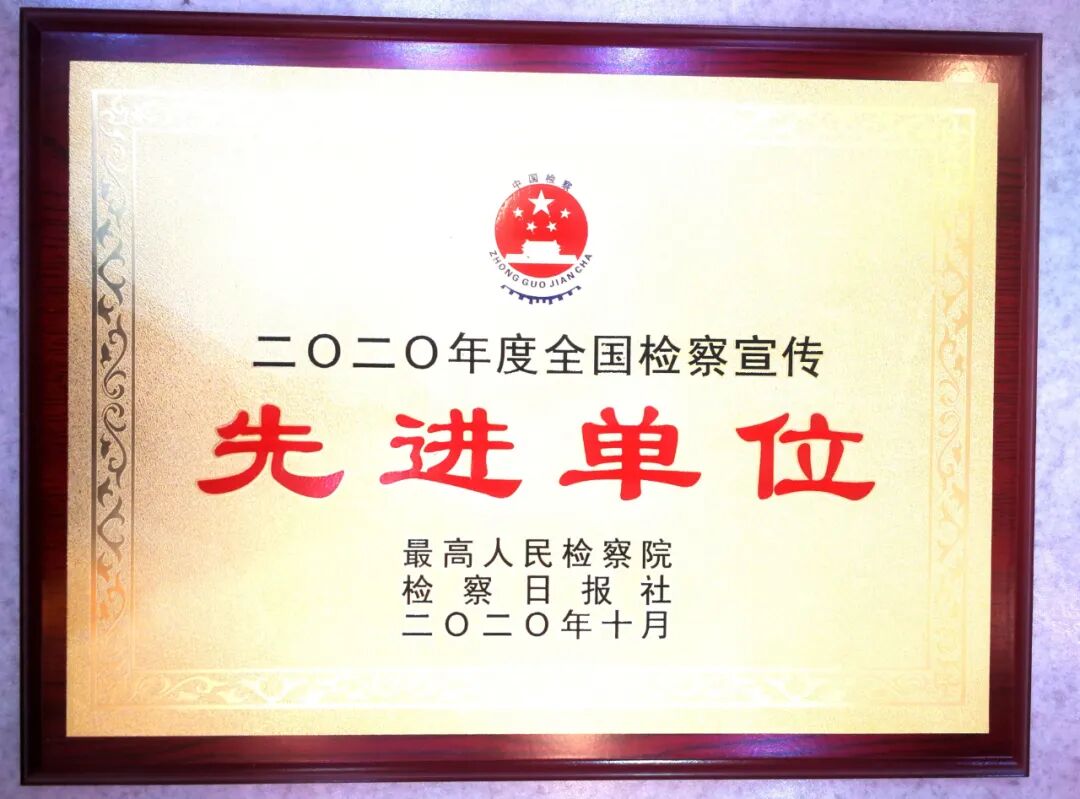 中国检察
ZHONG GUO JIAN CHA
二〇二〇年度全国检察宣传
先进单位
最高人民检察院
检察日报社
二〇二〇年十月